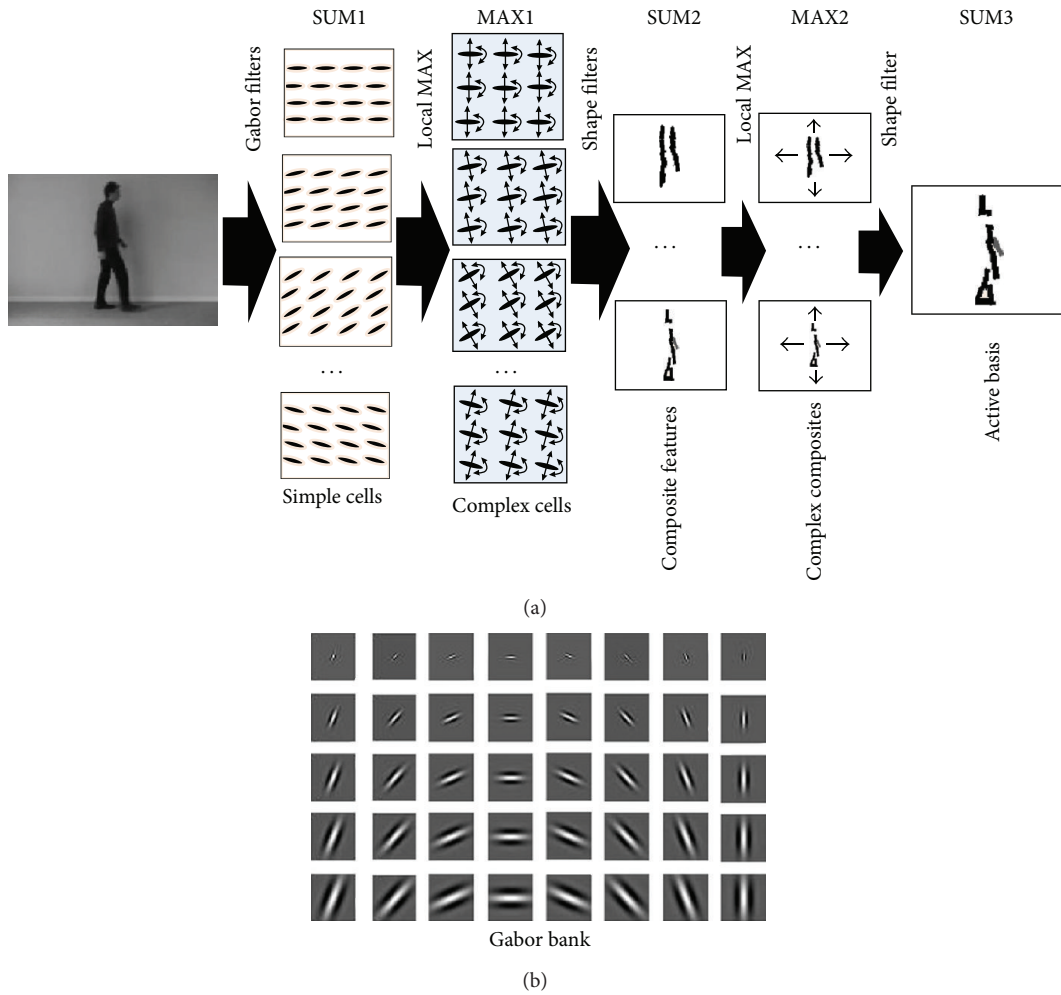 SUM1
MAX1
SUM2
MAX2
SUM3
Gabor filters
Local MAX
Shape filters
Local MAX
Shape filter
. . .
. . .
. . .
. . .
Simple cells
Complex cells
Composite features
Complex composites
Active basis
(a)
Gabor bank
(b)